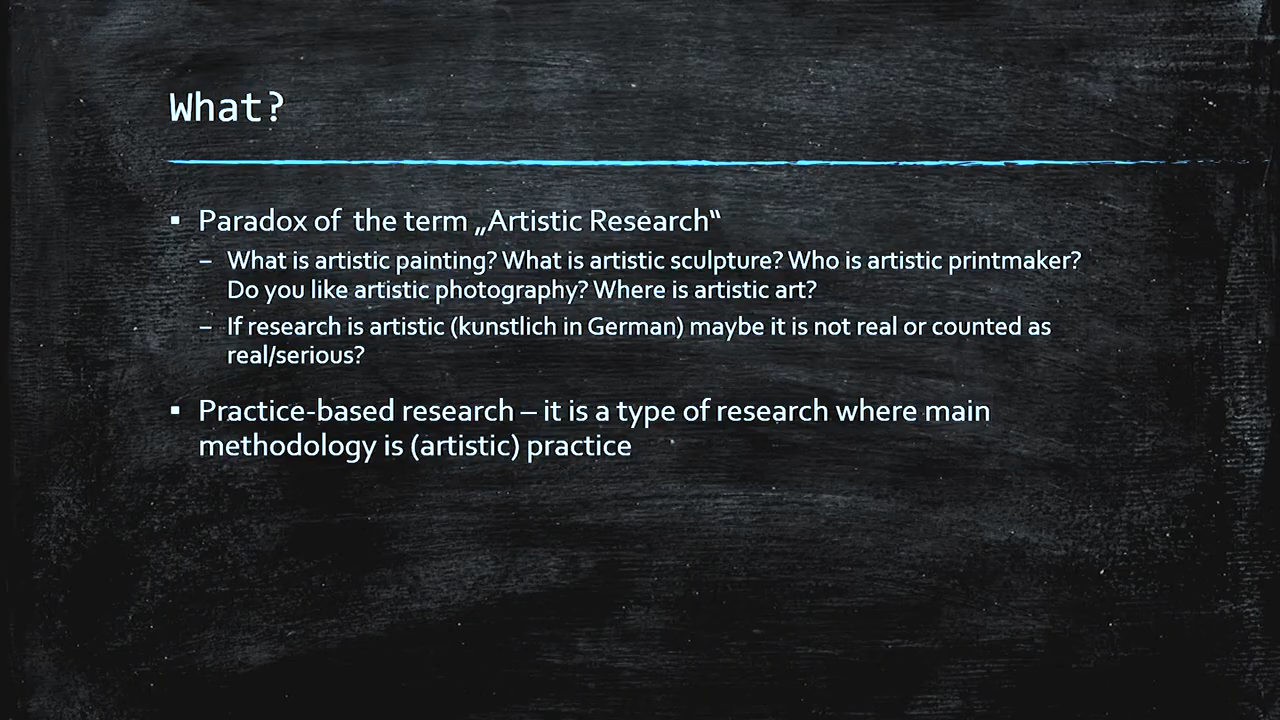 What?
▪ Paradox of the term „Artistic Research“
– What is artistic painting? What is artistic sculpture? Who is artistic printmaker?
Do you like artistic photography? Where is artistic art?
– If research is artistic (kunstlich in German) maybe it is not real or counted as
real/serious?
▪ Practice-based research – it is a type of research where main
methodology is (artistic) practice